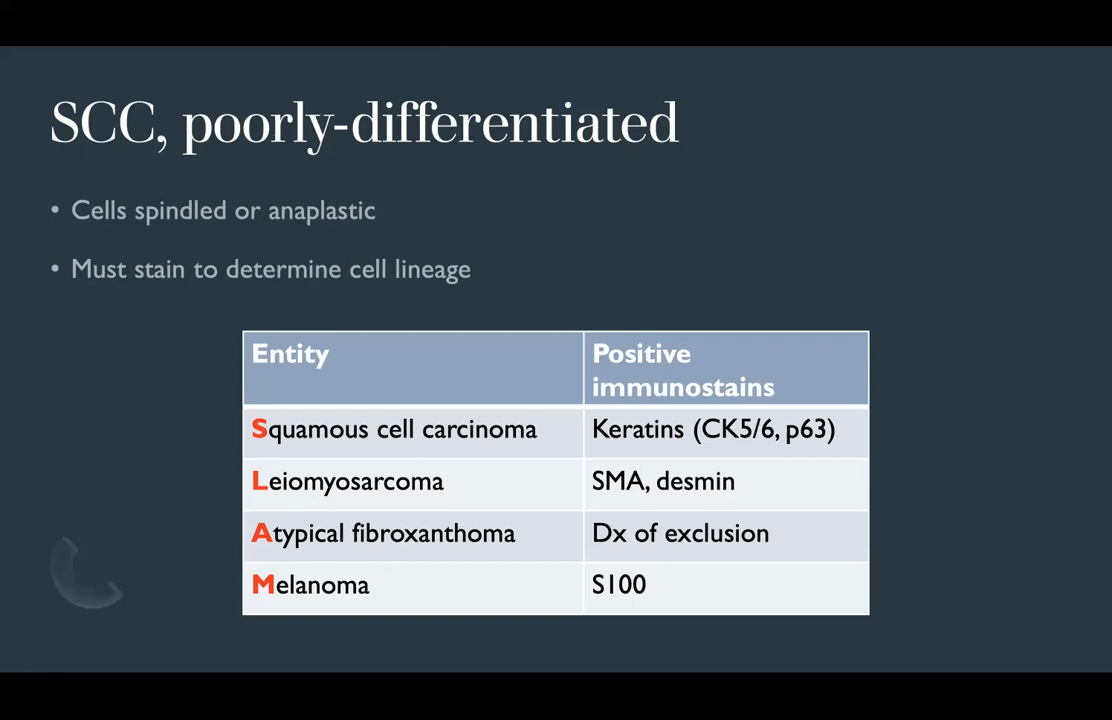 SCC, poorly-differentiated
• Cells spindled or anaplastic
• Must stain to determine cell lineage
Entity
Positive
immunostains
Squamous cell carcinoma
Keratins (CK5/6, p63)
Leiomyosarcoma
SMA, desmin
Atypical fibroxanthoma
Dx of exclusion
Melanoma
S100